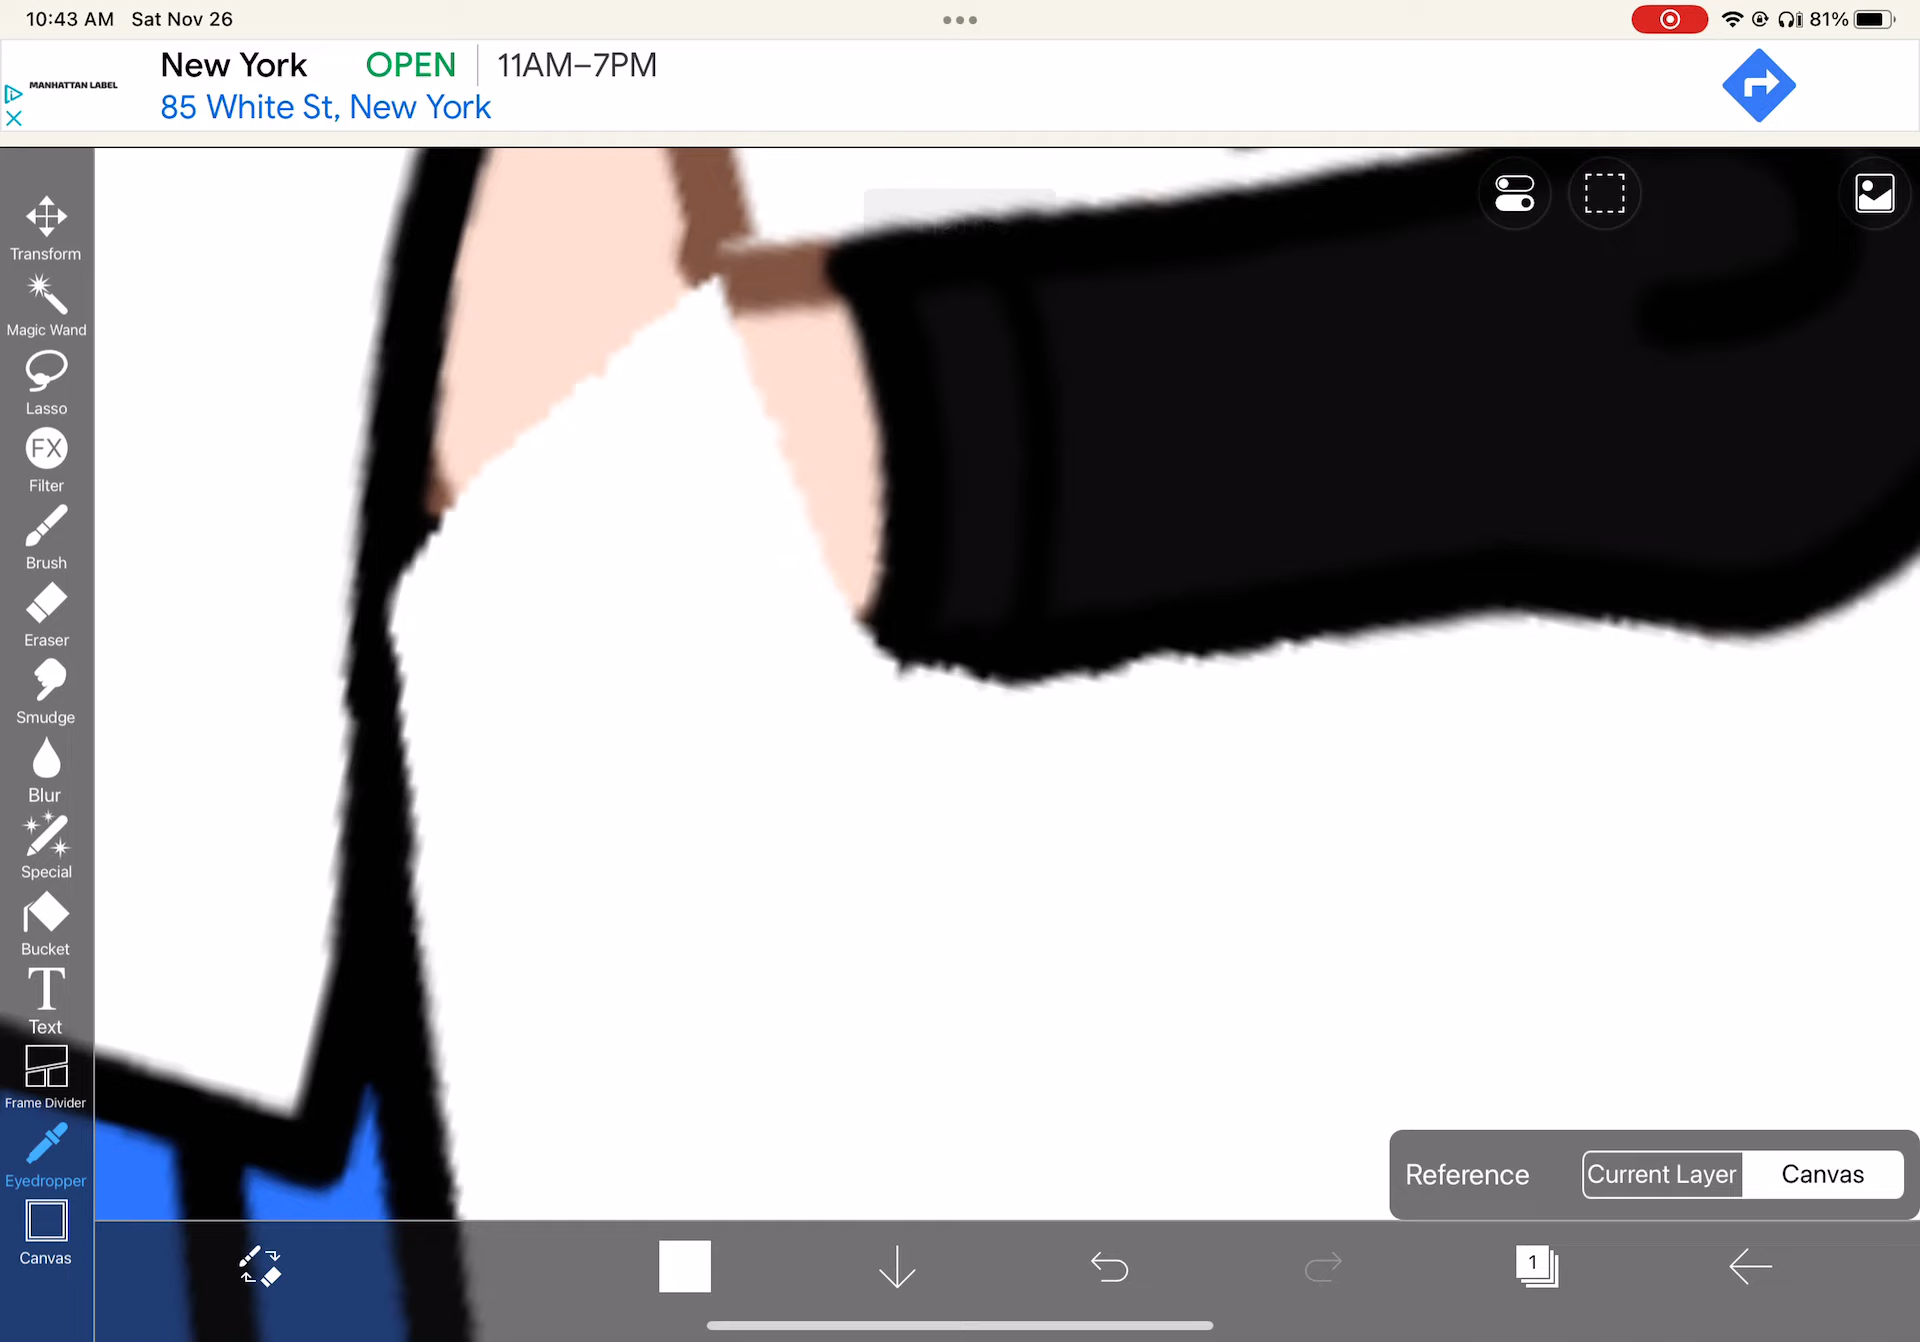 10:43 AM Sat Nov 26
81%
MANHATTAN LABEL
New York OPEN 11AM–7PM
85 White St, New York
Transform
Magic Wand
Lasso
FX
Filter
Brush
Eraser
Smudge
Blur
Special
Bucket
T
Text
Frame Divider
Eyedropper
Canvas
Reference Current Layer Canvas
1